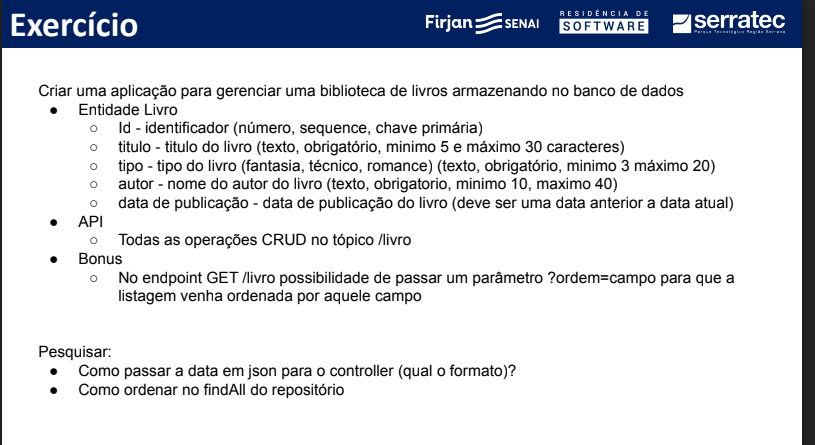 Exercício
Firjan SENAI
RESIDÊNCIA DE
SOFTWARE
serratec
Parque Tecnológico Região Serrana
Criar uma aplicação para gerenciar uma biblioteca de livros armazenando no banco de dados
● Entidade Livro
○ Id - identificador (número, sequence, chave primária)
○ titulo - titulo do livro (texto, obrigatório, minimo 5 e máximo 30 caracteres)
○ tipo - tipo do livro (fantasia, técnico, romance) (texto, obrigatório, minimo 3 máximo 20)
○ autor - nome do autor do livro (texto, obrigatorio, minimo 10, maximo 40)
○ data de publicação - data de publicação do livro (deve ser uma data anterior a data atual)
● API
○ Todas as operações CRUD no tópico /livro
● Bonus
○ No endpoint GET /livro possibilidade de passar um parâmetro ?ordem=campo para que a
listagem venha ordenada por aquele campo
Pesquisar:
● Como passar a data em json para o controller (qual o formato)?
● Como ordenar no findAll do repositório